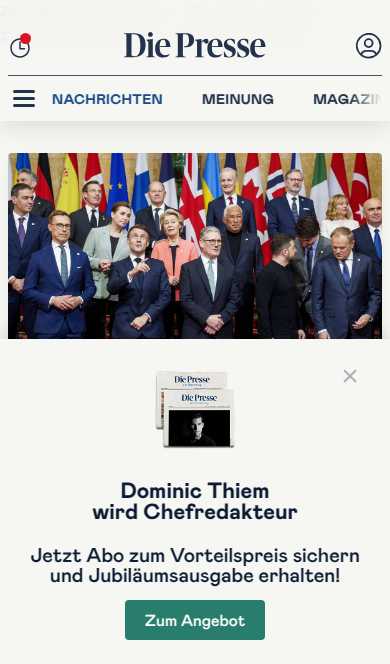 Die Presse
NACHRICHTEN MEINUNG MAGAZIN
Die Presse
Die Presse
Dominic Thiem
wird Chefredakteur
Jetzt Abo zum Vorteilspreis sichern
und Jubiläumsausgabe erhalten!
Zum Angebot